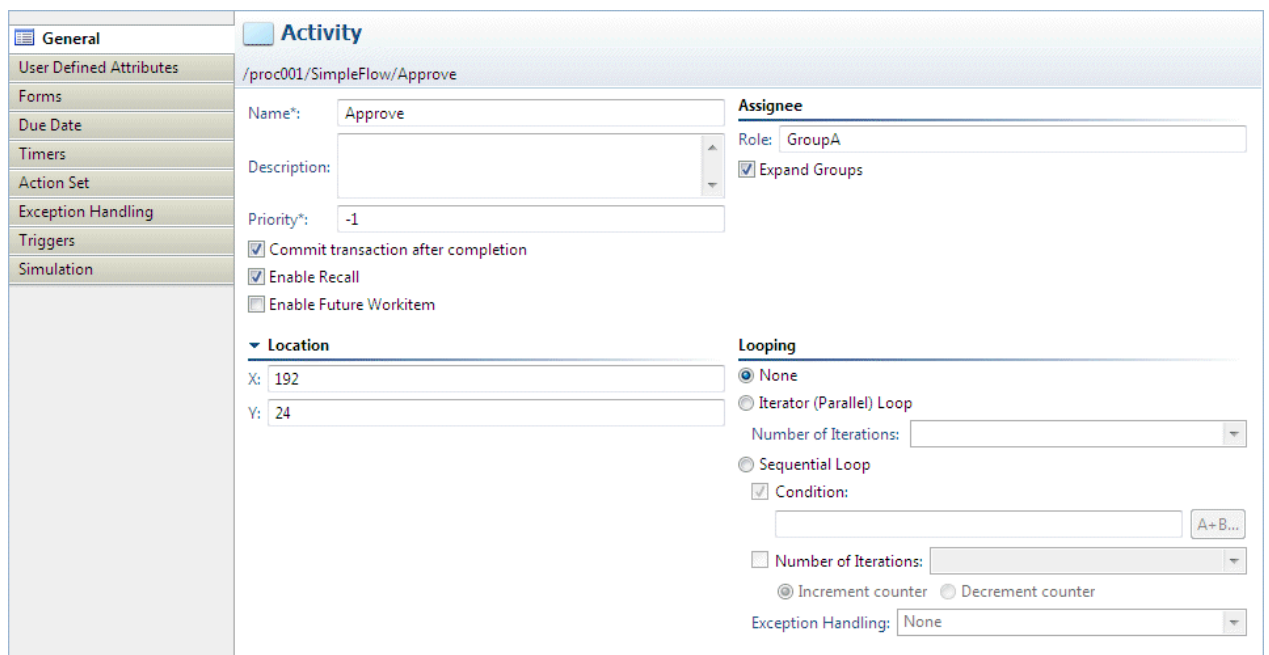 General
User Defined Attributes
Forms
Due Date
Timers
Action Set
Exception Handling
Triggers
Simulation
Activity
/proc001/SimpleFlow/Approve
Name*: Approve
Description:
Priority*: -1
Commit transaction after completion
Enable Recall
Enable Future Workitem
Assignee
Role: GroupA
Expand Groups
Location
X: 192
Y: 24
Looping
None
Iterator (Parallel) Loop
Number of Iterations:
Sequential Loop
Condition:
A+B...
Number of Iterations:
Increment counter Decrement counter
Exception Handling: None